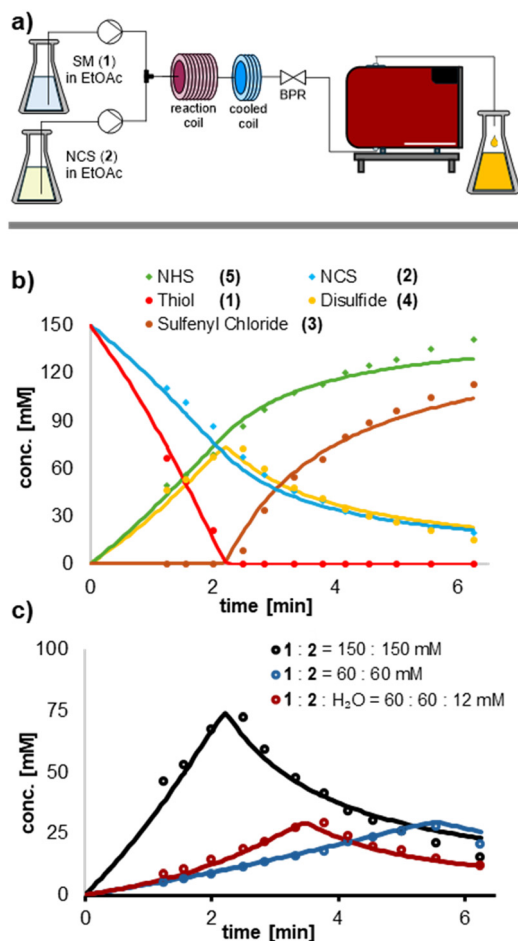 a)
SM (1)
in EtOAc
NCS (2)
in EtOAc
reaction
coil
cooled
coil
BPR
b)
NHS (5)
NCS (2)
Thiol (1)
Disulfide (4)
Sulfenyl Chloride (3)
conc. [mM]
150
120
90
60
30
0
0 2 4 6
time [min]
c)
1 : 2 = 150 : 150 mM
1 : 2 = 60 : 60 mM
1 : 2 : H₂O = 60 : 60 : 12 mM
conc. [mM]
100
75
50
25
0
0 2 4 6
time [min]